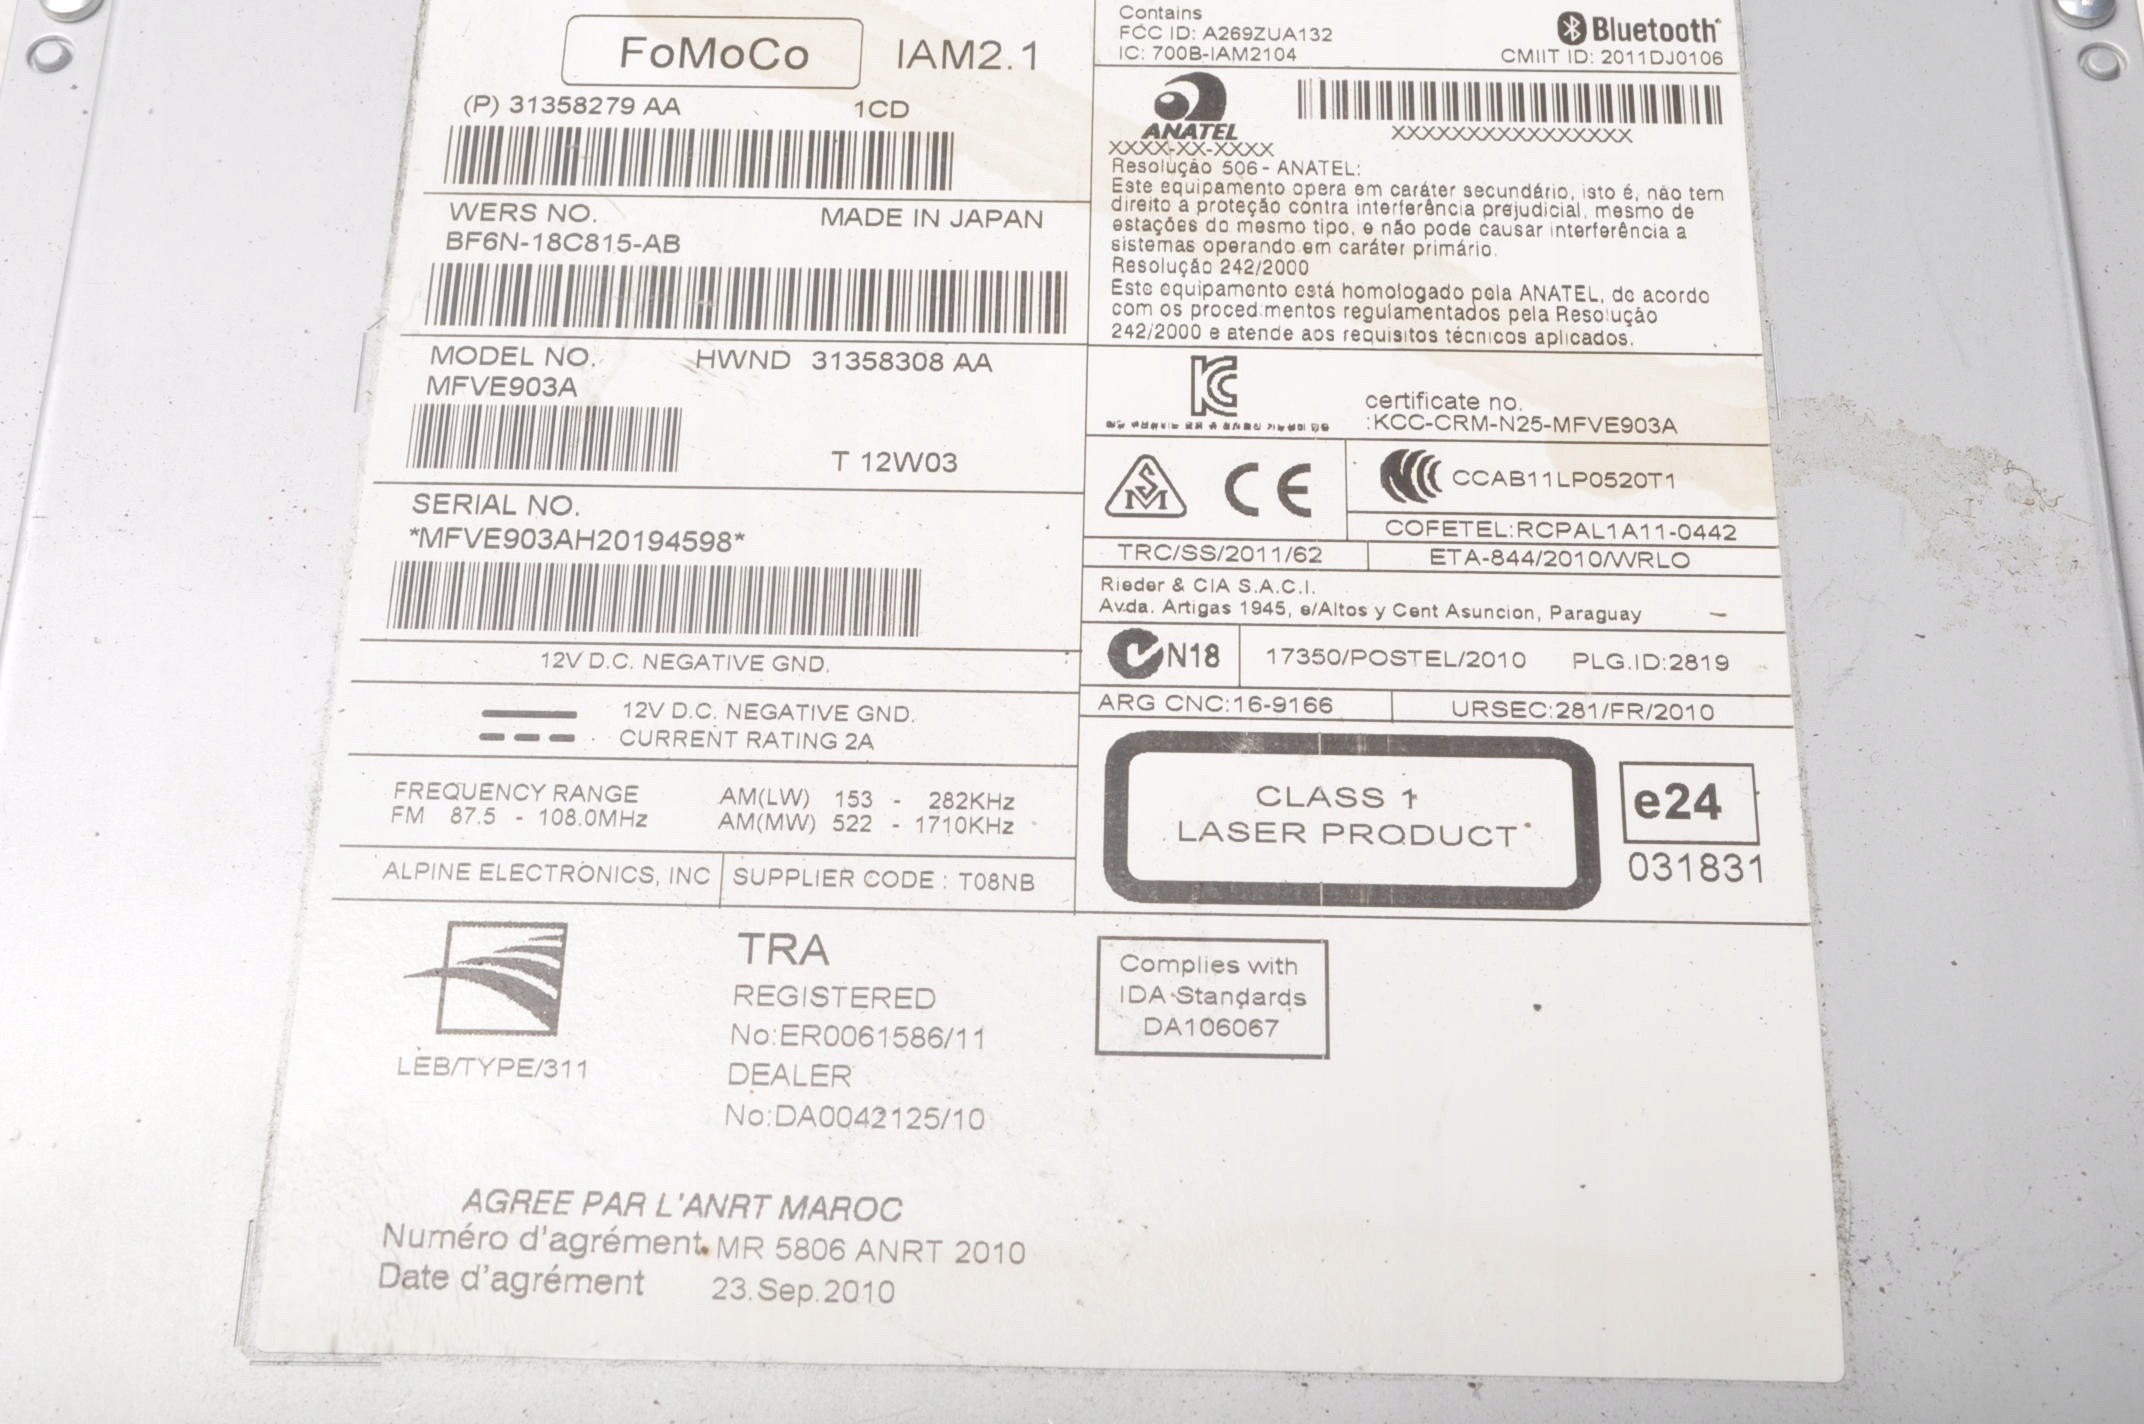 FoMoCo IAM2.1
(P) 31358279 AA 1CD
WERS NO. MADE IN JAPAN
BF6N-18C815-AB
MODEL NO. HWND 31358308 AA
MFVE903A
T 12W03
SERIAL NO.
*MFVE903AH20194598*
12V D.C. NEGATIVE GND.
12V D.C. NEGATIVE GND.
CURRENT RATING 2A
FREQUENCY RANGE AM(LW) 153 - 282KHz
FM 87.5 - 108.0MHz AM(MW) 522 - 1710KHz
ALPINE ELECTRONICS, INC SUPPLIER CODE : T08NB
Contains
FCC ID: A269ZUA132
IC: 700B-IAM2104
Bluetooth®
CMIIT ID: 2011DJ0106
ANATEL
XXXX-XX-XXXX
XXXXXXXXXXXXXXXX
Resolução 506 - ANATEL:
Este equipamento opera em caráter secundário, isto é, não tem
direito a proteção contra interferência prejudicial, mesmo de
estações do mesmo tipo, e não pode causar interferência a
sistemas operando em caráter primário.
Resolução 242/2000
Este equipamento está homologado pela ANATEL, de acordo
com os procedimentos regulamentados pela Resolução
242/2000 e atende aos requisitos técnicos aplicados.
certificate no.
:KCC-CRM-N25-MFVE903A
SM CE CCAB11LP0520T1
COFETEL:RCPAL1A11-0442
TRC/SS/2011/62 ETA-844/2010/WRLO
Rieder & CIA S.A.C.I.
Avda. Artigas 1945, e/Altos y Cent Asuncion, Paraguay
N18 17350/POSTEL/2010 PLG.ID:2819
ARG CNC:16-9166 URSEC:281/FR/2010
CLASS 1
LASER PRODUCT
e24
031831
LEB/TYPE/311
TRA
REGISTERED
No:ER0061586/11
DEALER
No:DA0042125/10
Complies with
IDA Standards
DA106067
AGREE PAR L'ANRT MAROC
Numéro d'agrément. MR 5806 ANRT 2010
Date d'agrément 23.Sep.2010